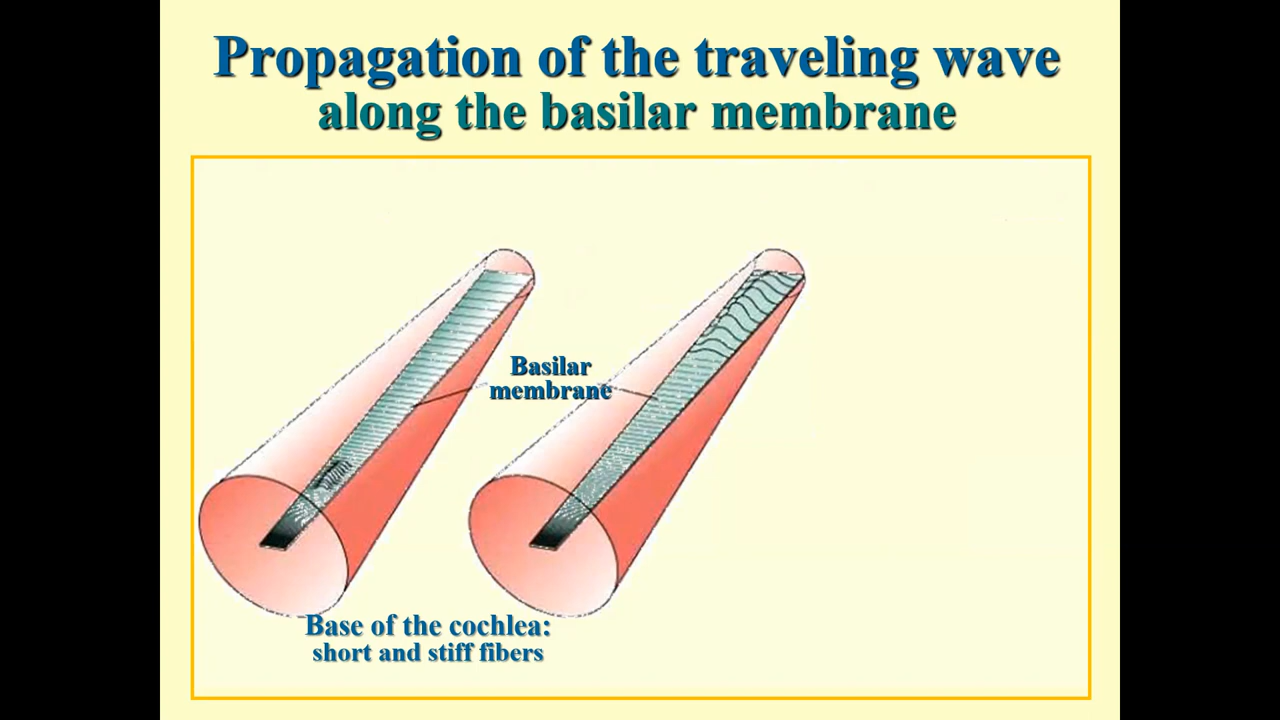 Propagation of the traveling wave
along the basilar membrane
Basilar
membrane
Base of the cochlea:
short and stiff fibers